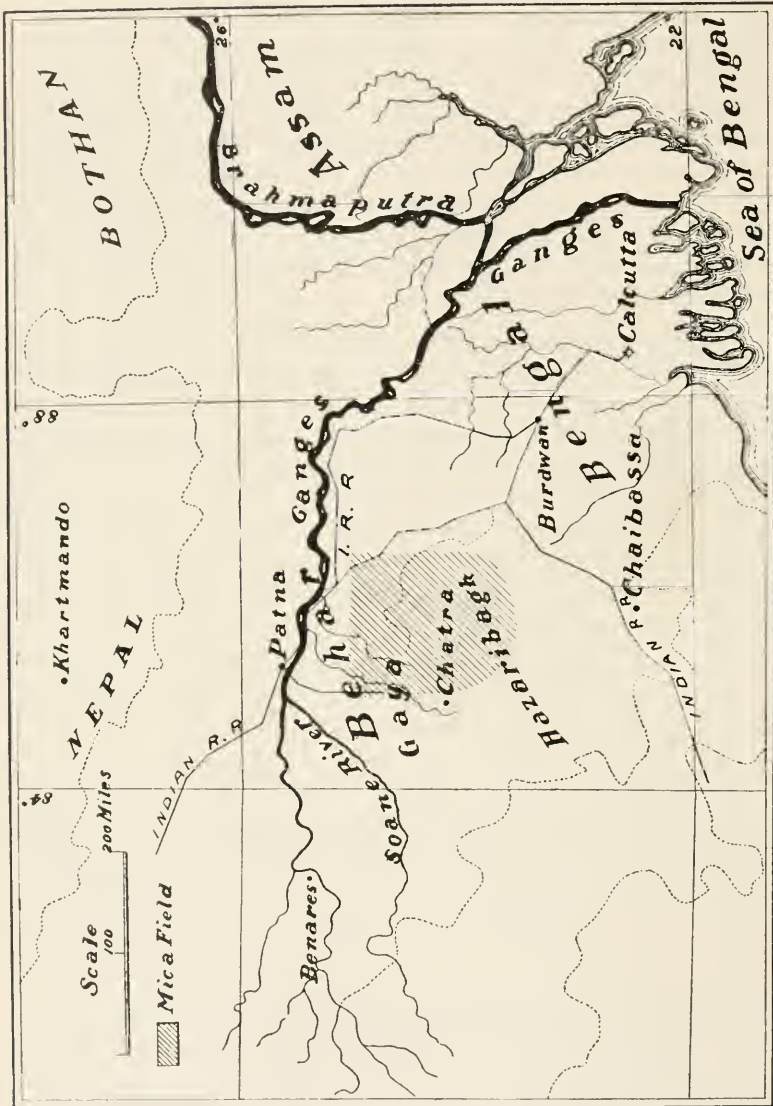 BOTHAN
Khartmando
NEPAL
Scale
100
200 Miles
Mica Field
84°
88°
26°
22
INDIAN R.R
Brahmaputra
Assam
Patna
Ganges
I. R. R
Behar
Gaya
Soane River
Benares
Chatra
Hazaribagh
Ganges
Bengal
Burdwan
Calcutta
Chaibassa
INDIAN R.R
Sea of Bengal